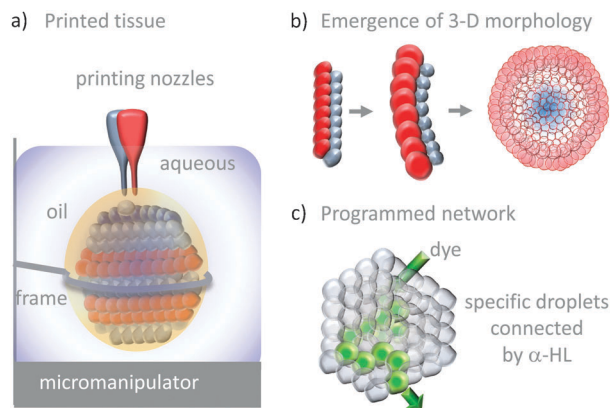 a) Printed tissue
printing nozzles
aqueous
oil
frame
micromanipulator
b) Emergence of 3-D morphology
c) Programmed network
dye
specific droplets
connected
by α-HL